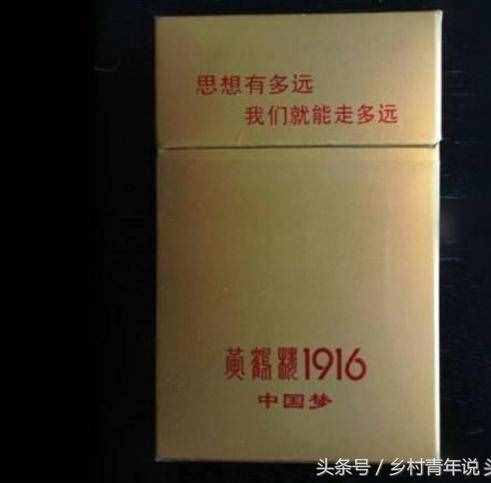 思想有多远
我们就能走多远
黄鹤楼1916
中国梦
头条号 / 乡村青年说